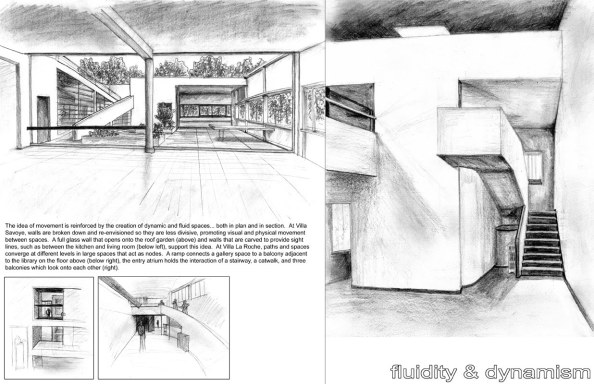 The idea of movement is reinforced by the creation of dynamic and fluid spaces... both in plan and in section. At Villa
Savoye, walls are broken down and re-envisioned so they are less divisive, promoting visual and physical movement
between spaces. A full glass wall that opens onto the roof garden (above) and walls that are carved to provide sight
lines, such as between the kitchen and living room (below left), support this idea. At Villa La Roche, paths and spaces
converge at different levels in large spaces that act as nodes. A ramp connects a gallery space to a balcony adjacent
to the library on the floor above (below right), the entry atrium holds the interaction of a stairway, a catwalk, and three
balconies which look onto each other (right).
fluidity & dynamism